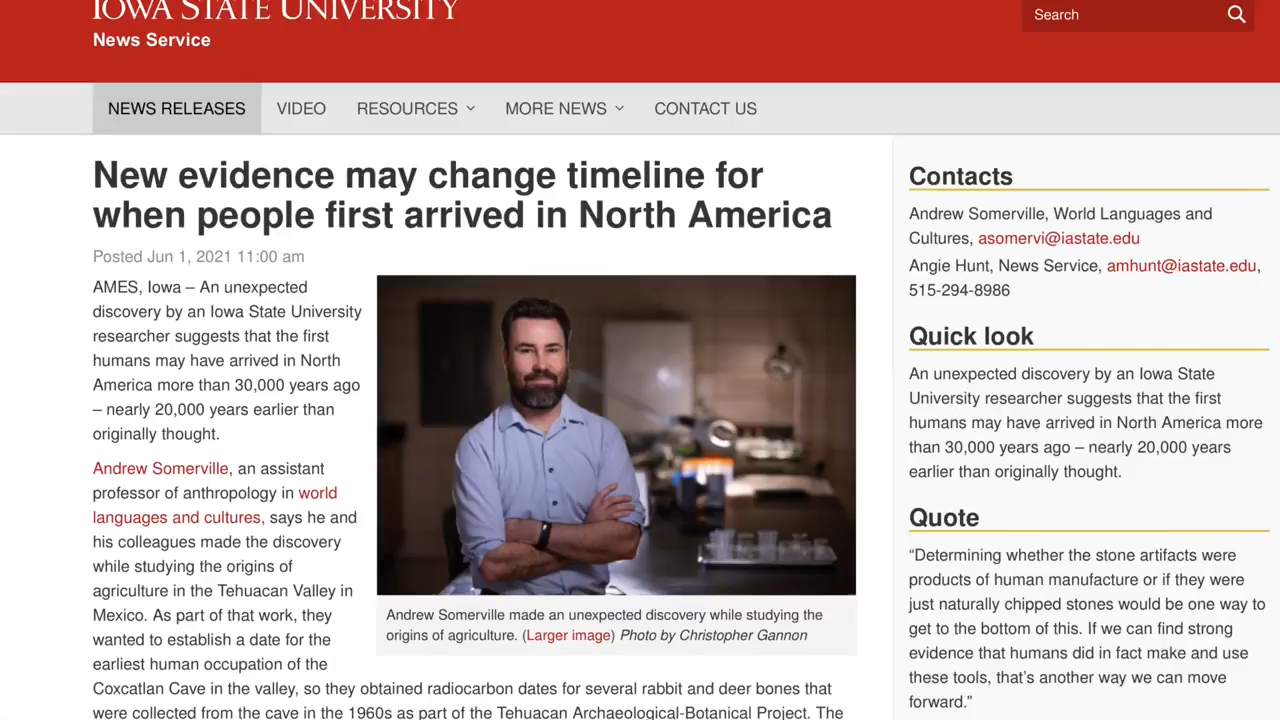 IOWA STATE UNIVERSITY
News Service
Search
NEWS RELEASES VIDEO RESOURCES MORE NEWS CONTACT US
New evidence may change timeline for
when people first arrived in North America
Posted Jun 1, 2021 11:00 am
AMES, Iowa – An unexpected
discovery by an Iowa State University
researcher suggests that the first
humans may have arrived in North
America more than 30,000 years ago
– nearly 20,000 years earlier than
originally thought.
Andrew Somerville, an assistant
professor of anthropology in world
languages and cultures, says he and
his colleagues made the discovery
while studying the origins of
agriculture in the Tehuacan Valley in
Mexico. As part of that work, they
wanted to establish a date for the
earliest human occupation of the
Coxcatlan Cave in the valley, so they obtained radiocarbon dates for several rabbit and deer bones that
were collected from the cave in the 1960s as part of the Tehuacan Archaeological-Botanical Project. The
Andrew Somerville made an unexpected discovery while studying the
origins of agriculture. (Larger image) Photo by Christopher Gannon
Contacts
Andrew Somerville, World Languages and
Cultures, asomervi@iastate.edu
Angie Hunt, News Service, amhunt@iastate.edu,
515-294-8986
Quick look
An unexpected discovery by an Iowa State
University researcher suggests that the first
humans may have arrived in North America more
than 30,000 years ago – nearly 20,000 years
earlier than originally thought.
Quote
“Determining whether the stone artifacts were
products of human manufacture or if they were
just naturally chipped stones would be one way to
get to the bottom of this. If we can find strong
evidence that humans did in fact make and use
these tools, that’s another way we can move
forward.”